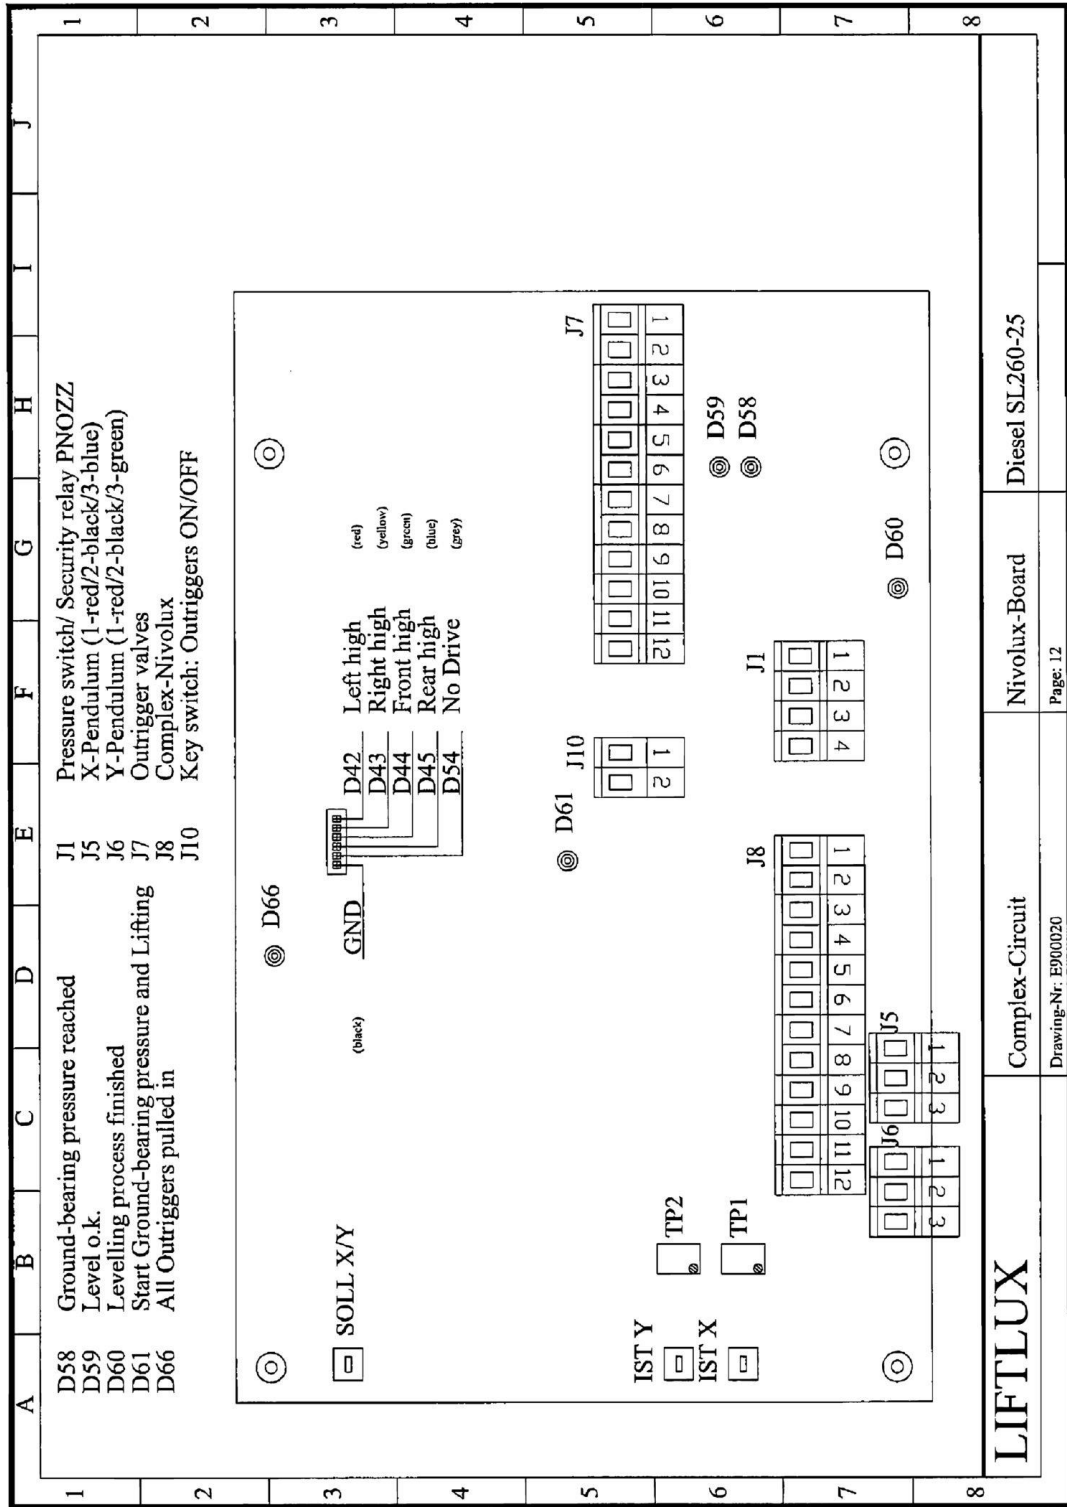 A B C D E F G H I J
1 1
D58 Ground-bearing pressure reached
D59 Level o.k.
D60 Levelling process finished
D61 Start Ground-bearing pressure and Lifting
D66 All Outriggers pulled in
J1 Pressure switch/ Security relay PNOZZ
J5 X-Pendulum (1-red/2-black/3-blue)
J6 Y-Pendulum (1-red/2-black/3-green)
J7 Outrigger valves
J8 Complex-Nivolux
J10 Key switch: Outriggers ON/OFF
2 2
D66
3 3
SOLL X/Y
(black)
GND
D42 Left high (red)
D43 Right high (yellow)
D44 Front high (green)
D45 Rear high (blue)
D54 No Drive (grey)
4 4
5 5
D61
J10
2 1
J7
12 11 10 9 8 7 6 5 4 3 2 1
6 6
IST Y
TP2
IST X
TP1
D59
D58
7 7
J8
12 11 10 9 8 7 6 5 4 3 2 1
J1
4 3 2 1
D60
J6
3 2 1
J5
3 2 1
8 8
LIFTLUX
Complex-Circuit
Nivolux-Board
Diesel SL260-25
Drawing-Nr: E900020
Page: 12